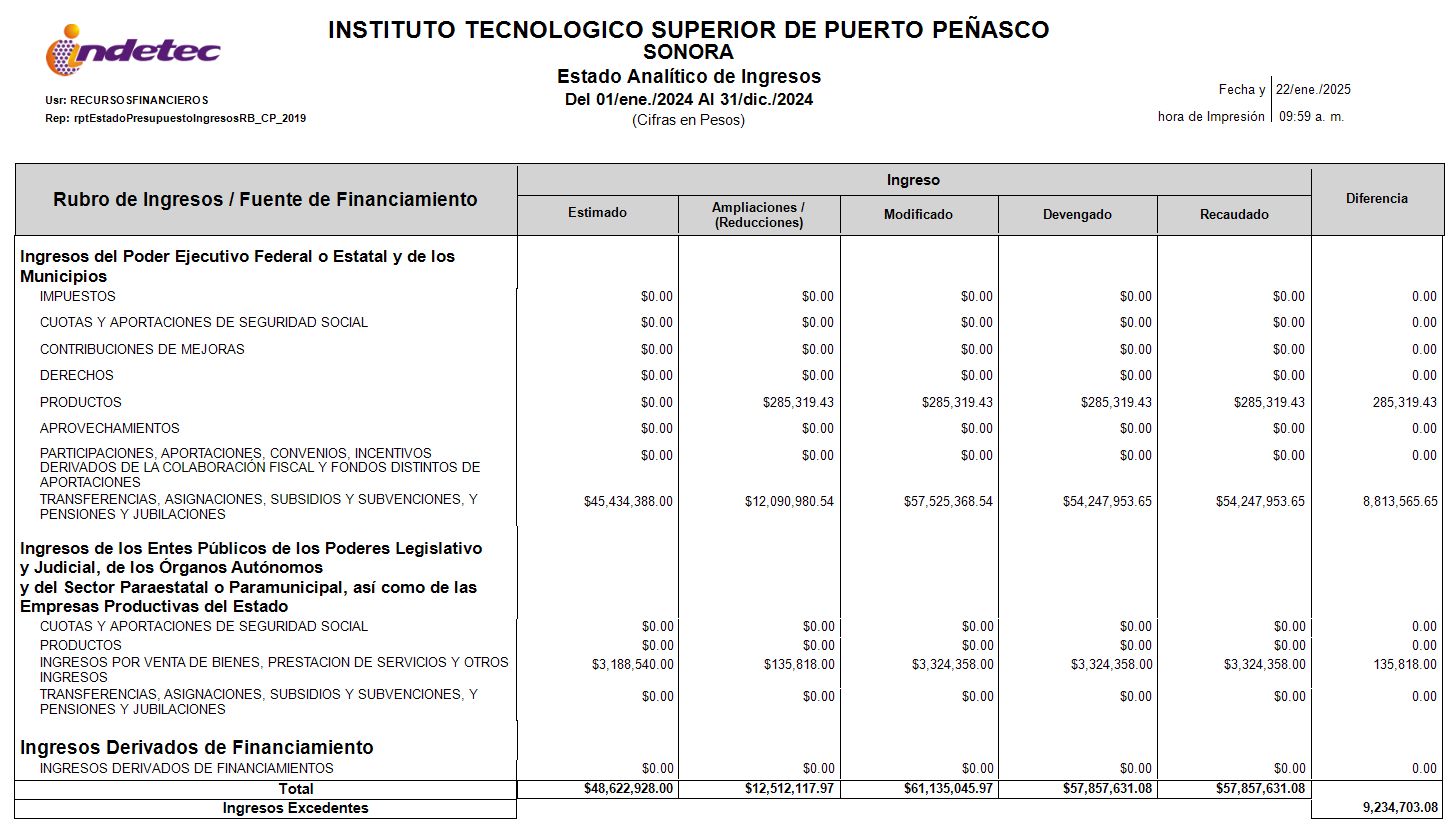 indetec
INSTITUTO TECNOLOGICO SUPERIOR DE PUERTO PEÑASCO
SONORA
Estado Analítico de Ingresos
Del 01/ene./2024 Al 31/dic./2024
(Cifras en Pesos)
Usr: RECURSOSFINANCIEROS
Rep: rptEstadoPresupuestoIngresosRB_CP_2019
Fecha y 22/ene./2025
hora de Impresión 09:59 a. m.
Rubro de Ingresos / Fuente de Financiamiento
Ingreso
Diferencia
Estimado
Ampliaciones /
(Reducciones)
Modificado
Devengado
Recaudado
Ingresos del Poder Ejecutivo Federal o Estatal y de los
Municipios
IMPUESTOS $0.00 $0.00 $0.00 $0.00 $0.00 0.00
CUOTAS Y APORTACIONES DE SEGURIDAD SOCIAL $0.00 $0.00 $0.00 $0.00 $0.00 0.00
CONTRIBUCIONES DE MEJORAS $0.00 $0.00 $0.00 $0.00 $0.00 0.00
DERECHOS $0.00 $0.00 $0.00 $0.00 $0.00 0.00
PRODUCTOS $0.00 $285,319.43 $285,319.43 $285,319.43 $285,319.43 285,319.43
APROVECHAMIENTOS $0.00 $0.00 $0.00 $0.00 $0.00 0.00
PARTICIPACIONES, APORTACIONES, CONVENIOS, INCENTIVOS $0.00 $0.00 $0.00 $0.00 $0.00 0.00
DERIVADOS DE LA COLABORACIÓN FISCAL Y FONDOS DISTINTOS DE
APORTACIONES
TRANSFERENCIAS, ASIGNACIONES, SUBSIDIOS Y SUBVENCIONES, Y $45,434,388.00 $12,090,980.54 $57,525,368.54 $54,247,953.65 $54,247,953.65 8,813,565.65
PENSIONES Y JUBILACIONES
Ingresos de los Entes Públicos de los Poderes Legislativo
y Judicial, de los Órganos Autónomos
y del Sector Paraestatal o Paramunicipal, así como de las
Empresas Productivas del Estado
CUOTAS Y APORTACIONES DE SEGURIDAD SOCIAL $0.00 $0.00 $0.00 $0.00 $0.00 0.00
PRODUCTOS $0.00 $0.00 $0.00 $0.00 $0.00 0.00
INGRESOS POR VENTA DE BIENES, PRESTACION DE SERVICIOS Y OTROS $3,188,540.00 $135,818.00 $3,324,358.00 $3,324,358.00 $3,324,358.00 135,818.00
INGRESOS
TRANSFERENCIAS, ASIGNACIONES, SUBSIDIOS Y SUBVENCIONES, Y $0.00 $0.00 $0.00 $0.00 $0.00 0.00
PENSIONES Y JUBILACIONES
Ingresos Derivados de Financiamiento
INGRESOS DERIVADOS DE FINANCIAMIENTOS $0.00 $0.00 $0.00 $0.00 $0.00 0.00
Total $48,622,928.00 $12,512,117.97 $61,135,045.97 $57,857,631.08 $57,857,631.08
Ingresos Excedentes 9,234,703.08